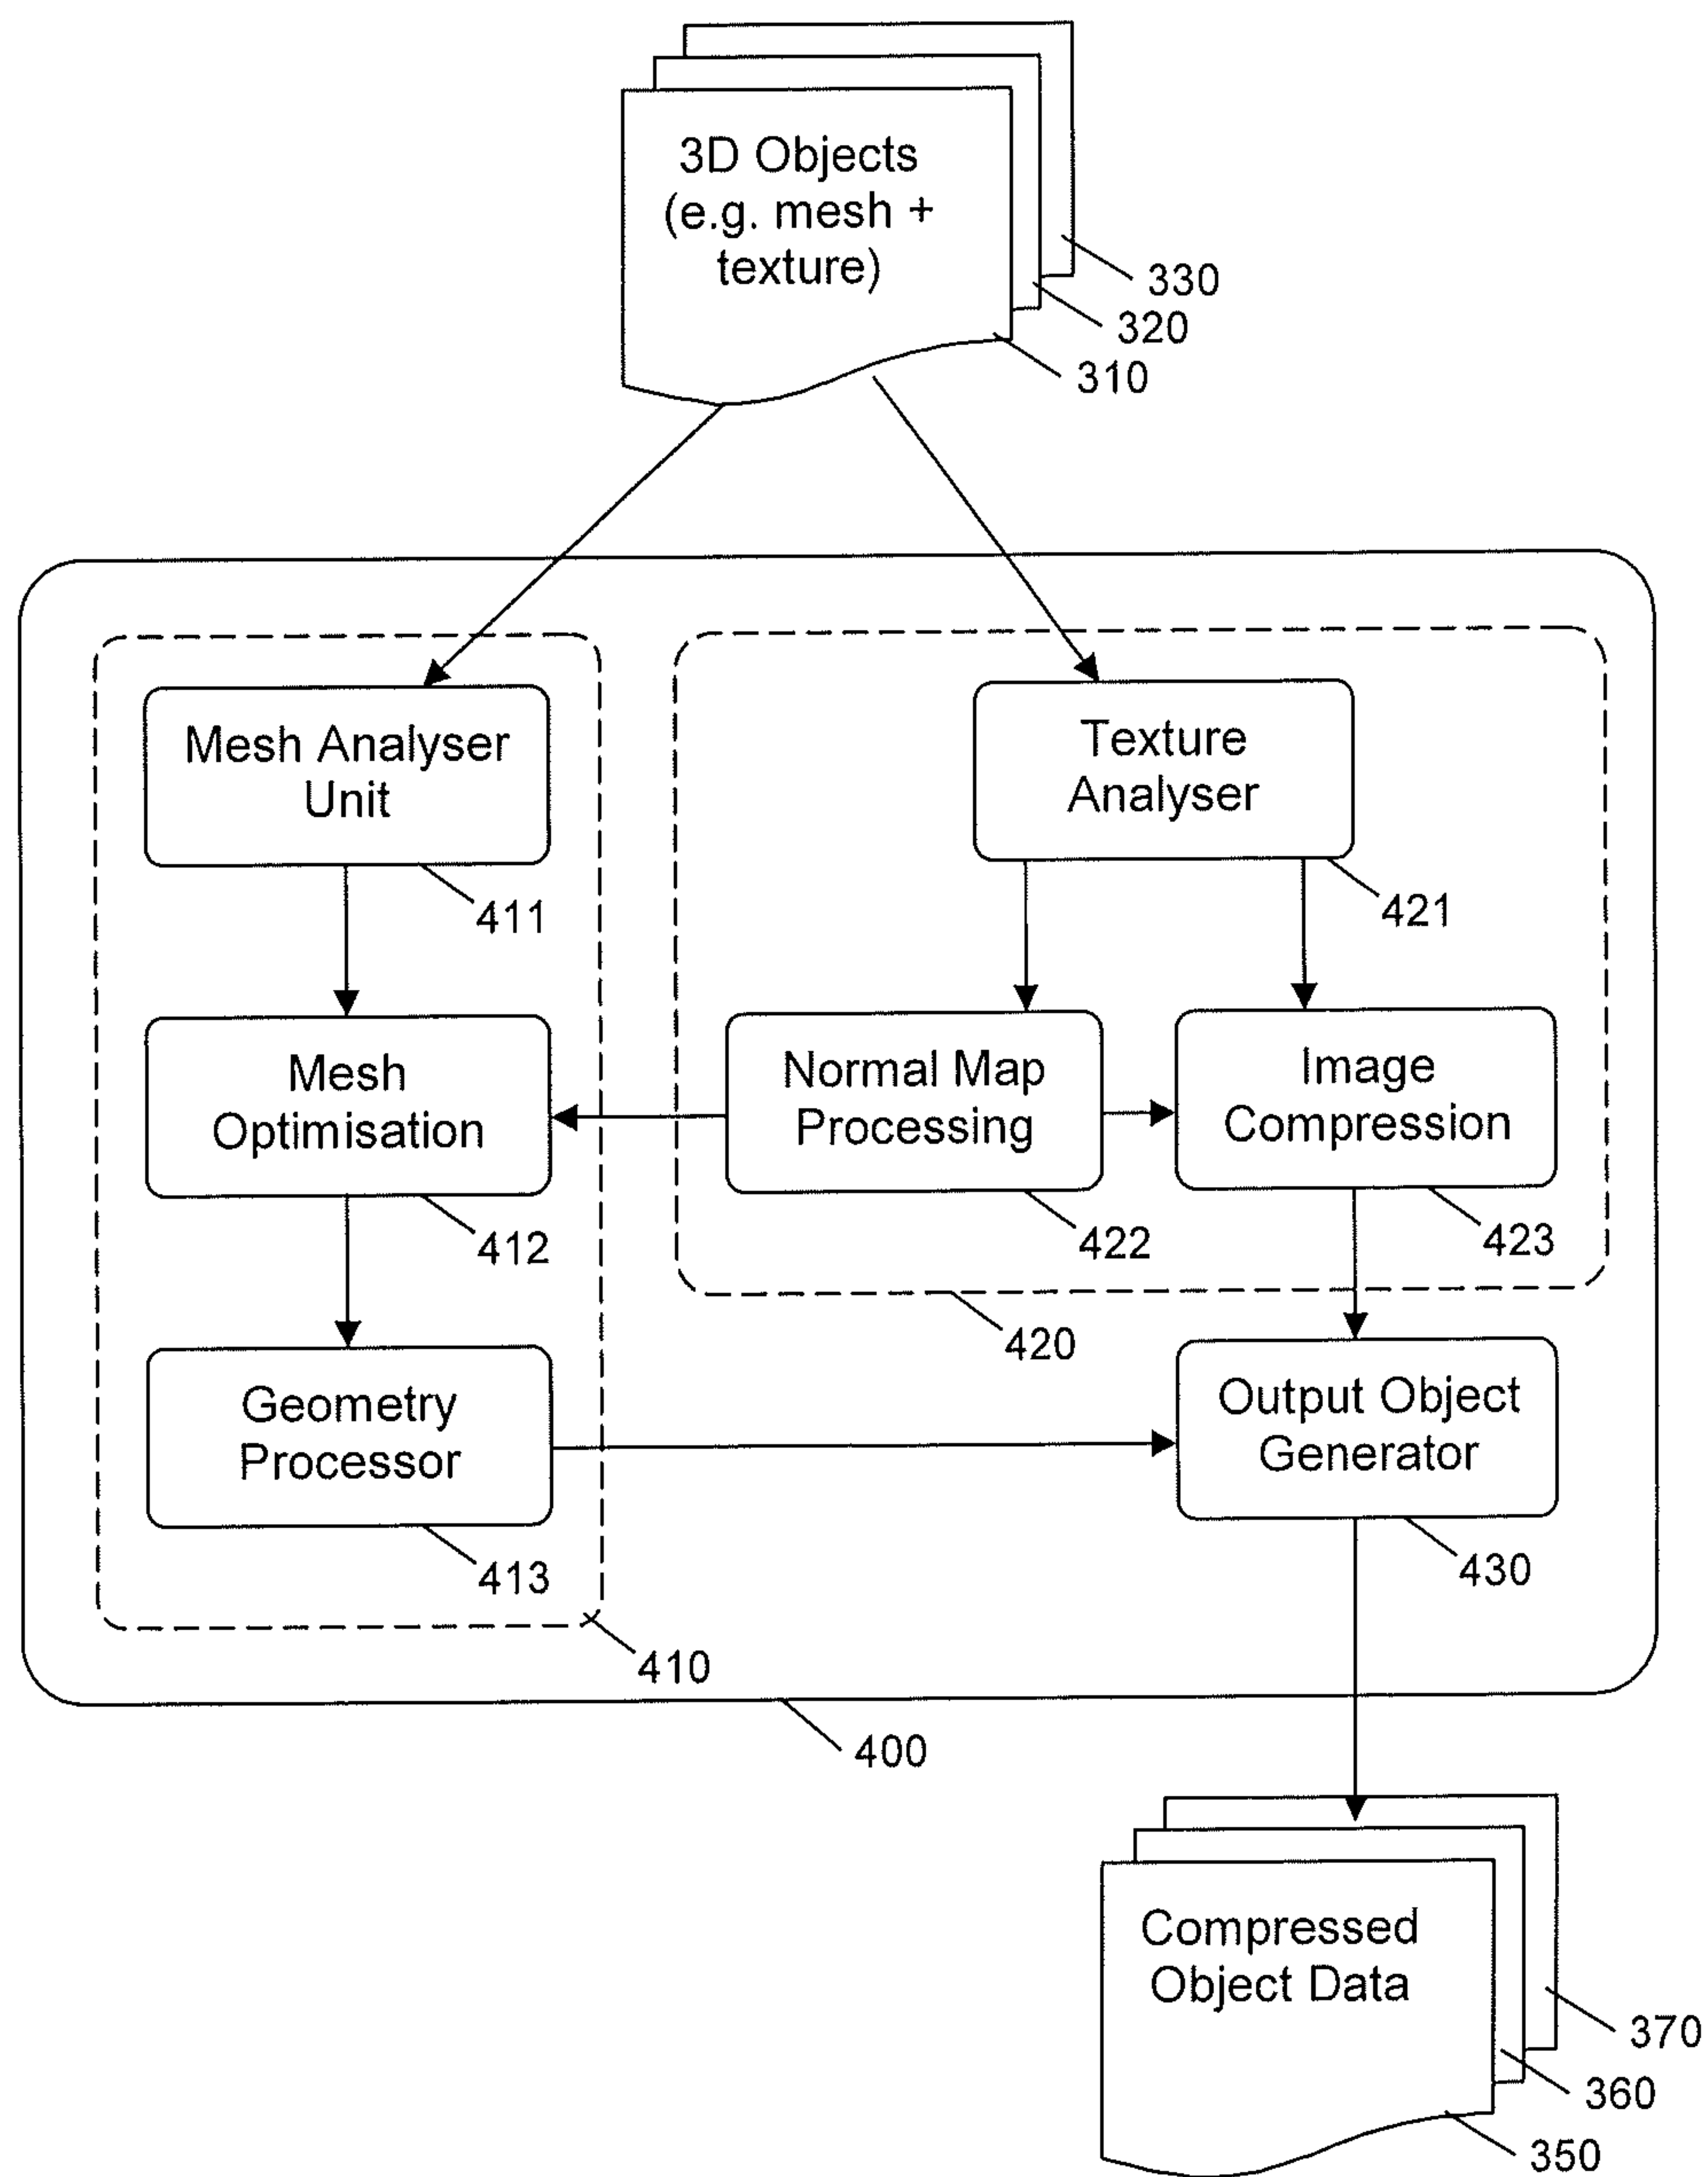 3D Objects
(e.g. mesh +
texture)
330
320
310
Mesh Analyser
Unit
411
Texture
Analyser
421
Mesh
Optimisation
412
Normal Map
Processing
422
Image
Compression
423
420
Geometry
Processor
413
Output Object
Generator
430
410
400
Compressed
Object Data
370
360
350